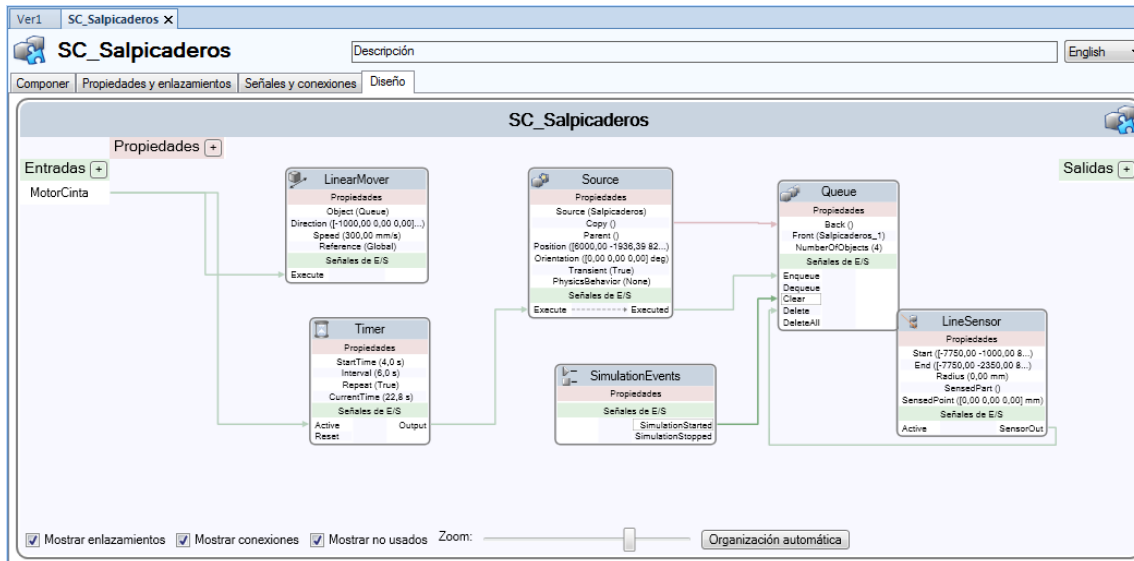 Ver1 SC_Salpicaderos X
SC_Salpicaderos
Descripción
English
Componer Propiedades y enlazamientos Señales y conexiones Diseño
SC_Salpicaderos
Propiedades +
Entradas +
Salidas +
MotorCinta
LinearMover
Propiedades
Object (Queue)
Direction ([-1000,00 0,00 0,00]...)
Speed (300,00 mm/s)
Reference (Global)
Señales de E/S
Execute
Source
Propiedades
Source (Salpicaderos)
Copy ()
Parent ()
Position ([6000,00 -1936,39 82...)
Orientation ([0,00 0,00 0,00] deg)
Transient (True)
PhysicsBehavior (None)
Señales de E/S
Execute Executed
Queue
Propiedades
Back ()
Front (Salpicaderos_1)
NumberOfObjects (4)
Señales de E/S
Enqueue
Dequeue
Clear
Delete
DeleteAll
Timer
Propiedades
StartTime (4,0 s)
Interval (6,0 s)
Repeat (True)
CurrentTime (22,8 s)
Señales de E/S
Active Output
Reset
SimulationEvents
Propiedades
Señales de E/S
SimulationStarted
SimulationStopped
LineSensor
Propiedades
Start ([-7750,00 -1000,00 8...)
End ([-7750,00 -2350,00 8...)
Radius (0,00 mm)
SensedPart ()
SensedPoint ([0,00 0,00 0,00] mm)
Señales de E/S
Active SensorOut
Mostrar enlazamientos Mostrar conexiones Mostrar no usados Zoom: Organización automática